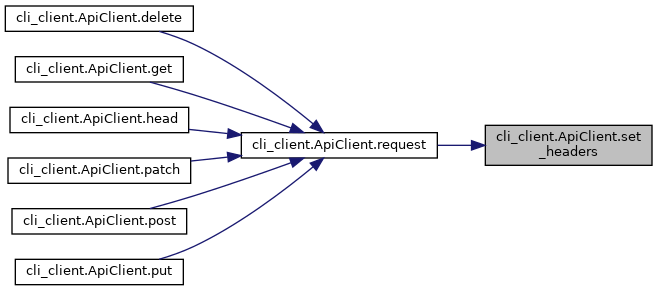 cli_client.ApiClient.delete
cli_client.ApiClient.get
cli_client.ApiClient.head
cli_client.ApiClient.patch
cli_client.ApiClient.post
cli_client.ApiClient.put
cli_client.ApiClient.request
cli_client.ApiClient.set
_headers